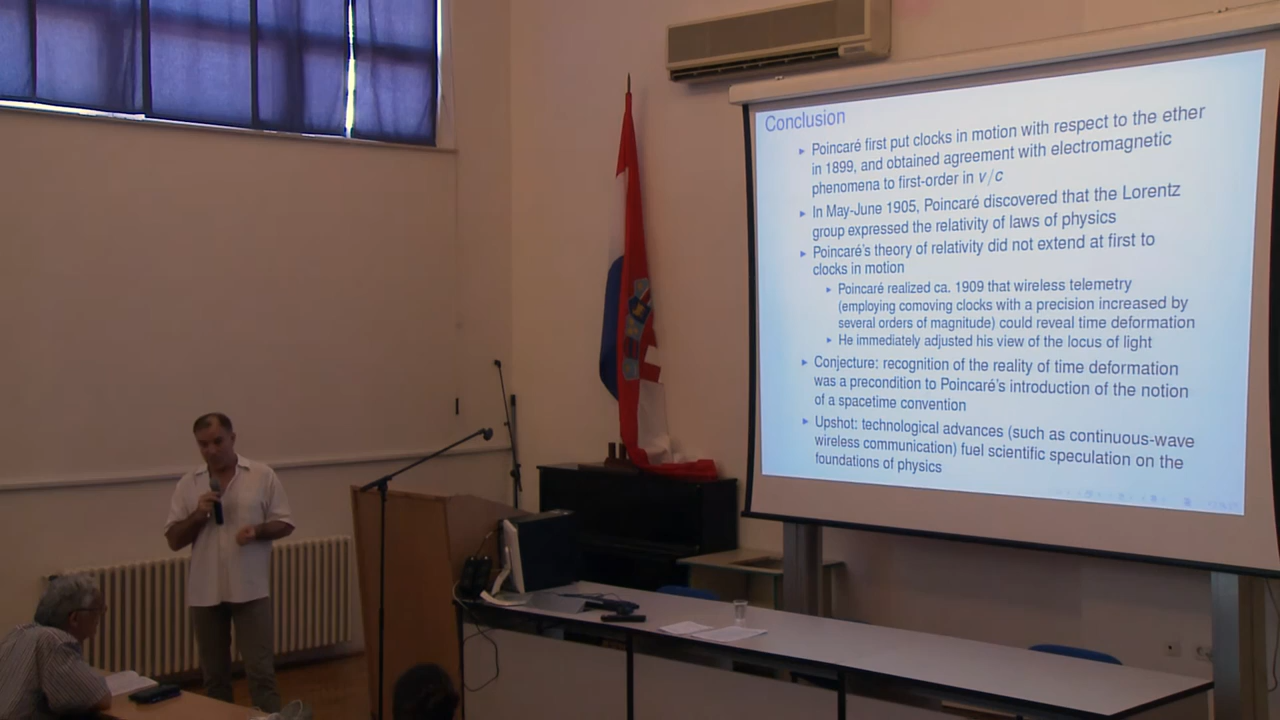 Conclusion
▸ Poincaré first put clocks in motion with respect to the ether
in 1899, and obtained agreement with electromagnetic
phenomena to first-order in v/c
▸ In May-June 1905, Poincaré discovered that the Lorentz
group expressed the relativity of laws of physics
▸ Poincaré's theory of relativity did not extend at first to
clocks in motion
▸ Poincaré realized ca. 1909 that wireless telemetry
(employing comoving clocks with a precision increased by
several orders of magnitude) could reveal time deformation
▸ He immediately adjusted his view of the locus of light
▸ Conjecture: recognition of the reality of time deformation
was a precondition to Poincaré's introduction of the notion
of a spacetime convention
▸ Upshot: technological advances (such as continuous-wave
wireless communication) fuel scientific speculation on the
foundations of physics